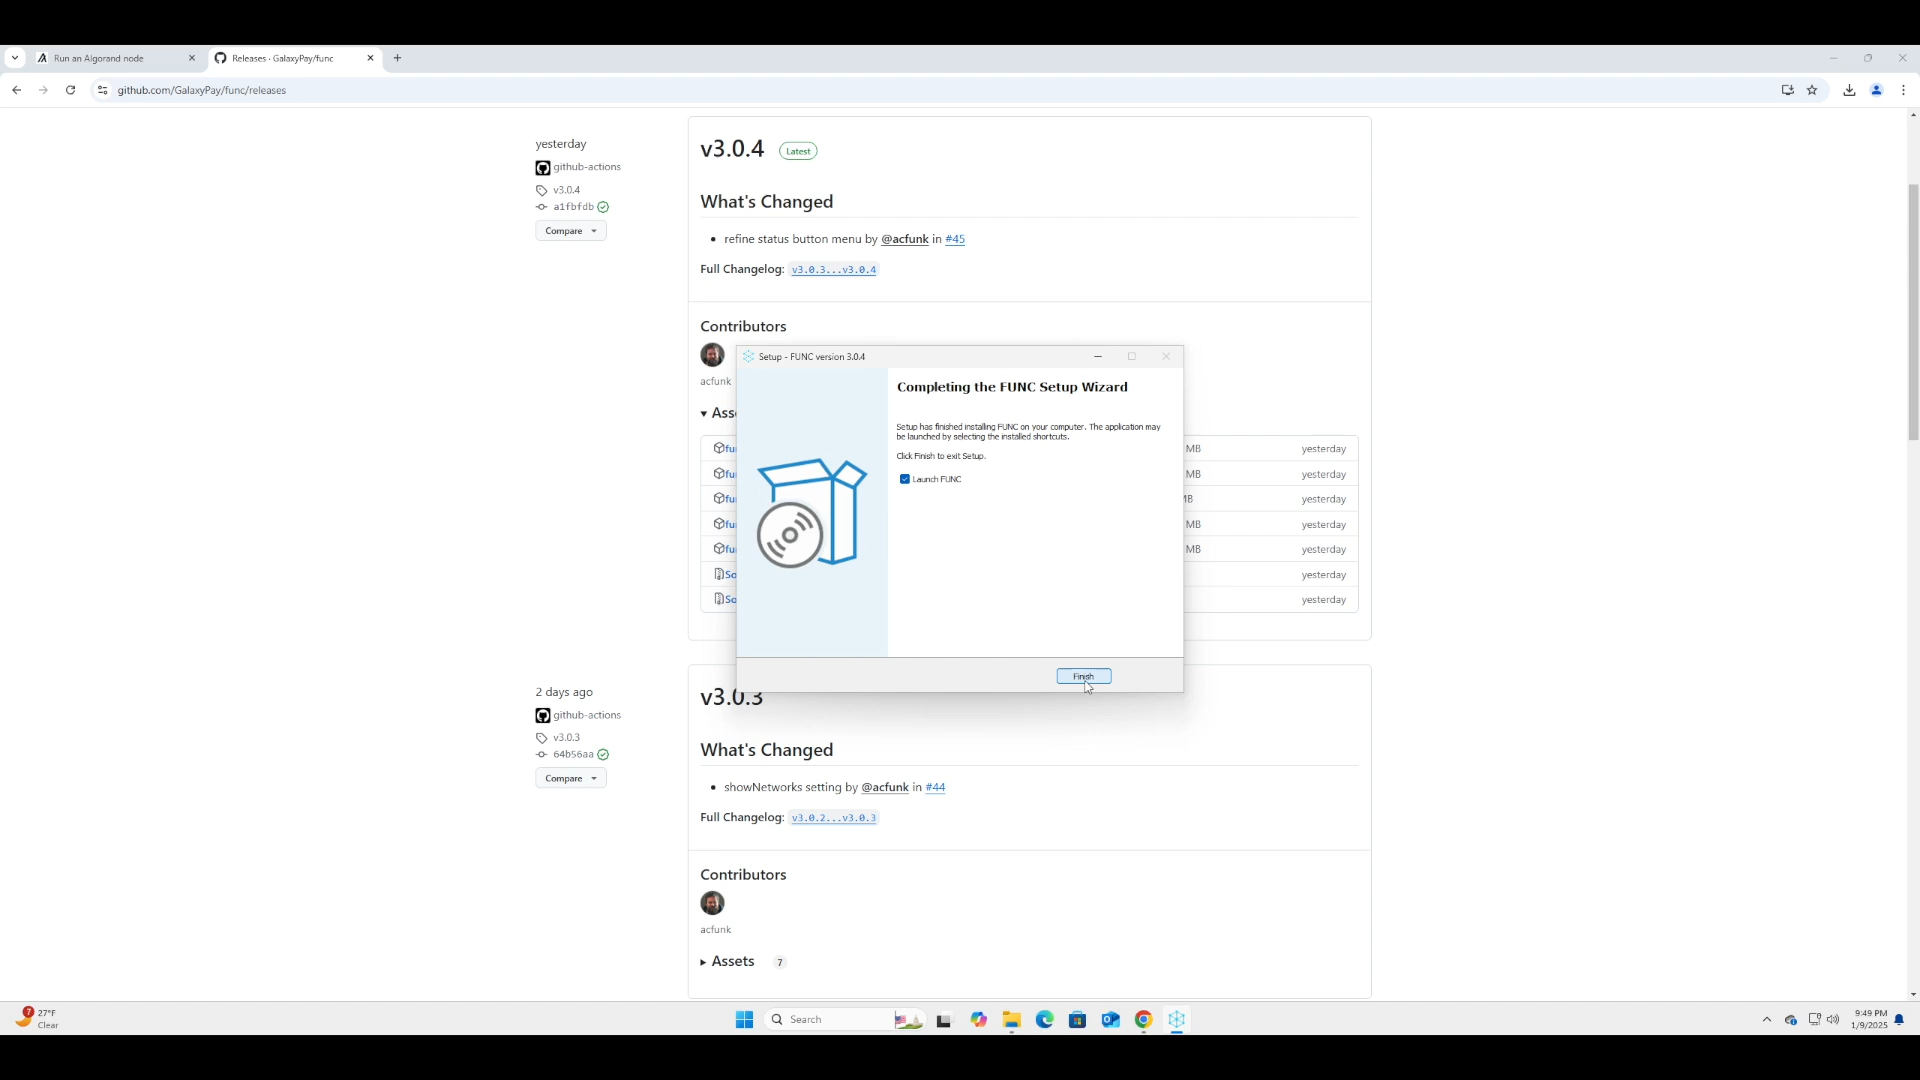 Run an Algorand node
Releases · GalaxyPay/func
github.com/GalaxyPay/func/releases
yesterday
github-actions
v3.0.4
a1fbfdb
Compare
v3.0.4 Latest
What's Changed
refine status button menu by @acfunk in #45
Full Changelog: v3.0.3...v3.0.4
Contributors
acfunk
Setup - FUNC version 3.0.4
Completing the FUNC Setup Wizard
Setup has finished installing FUNC on your computer. The application may
be launched by selecting the installed shortcuts.
Click Finish to exit Setup.
Launch FUNC
Finish
MB yesterday
MB yesterday
yesterday
MB yesterday
MB yesterday
yesterday
yesterday
2 days ago
github-actions
v3.0.3
64b56aa
Compare
v3.0.3
What's Changed
showNetworks setting by @acfunk in #44
Full Changelog: v3.0.2...v3.0.3
Contributors
acfunk
Assets 7
7
27°F
Clear
Search
9:49 PM
1/9/2025